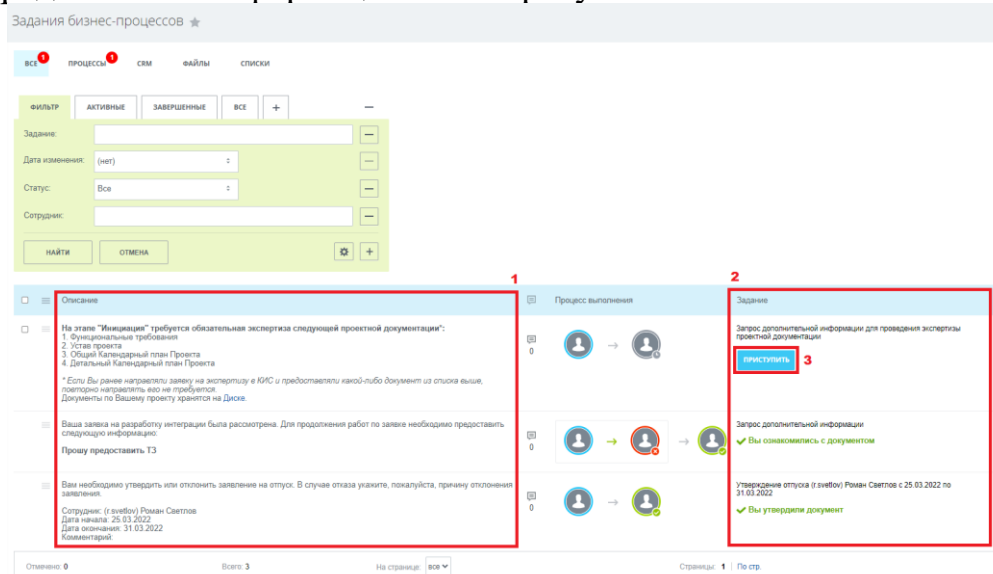 Задания бизнес-процессов
ВСЕ 1 ПРОЦЕССЫ 1 CRM ФАЙЛЫ СПИСКИ
ФИЛЬТР АКТИВНЫЕ ЗАВЕРШЕННЫЕ ВСЕ +
Задание:
Дата изменения: (нет)
Статус: Все
Сотрудник:
НАЙТИ ОТМЕНА
1
2
Описание Процесс выполнения Задание
На этапе "Инициация" требуется обязательная экспертиза следующей проектной документации*:
1. Функциональные требования
2. Устав проекта
3. Общий Календарный план Проекта
4. Детальный Календарный план Проекта
* Если Вы ранее направляли заявку на экспертизу в КИС и предоставляли какой-либо документ из списка выше,
повторно направлять его не требуется.
Документы по Вашему проекту хранятся на Диске.
0
Запрос дополнительной информации для проведения экспертизы
проектной документации
ПРИСТУПИТЬ 3
Ваша заявка на разработку интеграции была рассмотрена. Для продолжения работ по заявке необходимо предоставить
следующую информацию:
Прошу предоставить ТЗ
0
Запрос дополнительной информации
Вы ознакомились с документом
Вам необходимо утвердить или отклонить заявление на отпуск. В случае отказа укажите, пожалуйста, причину отклонения
заявления.
Сотрудник: (r.svetlov) Роман Светлов
Дата начала: 25.03.2022
Дата окончания: 31.03.2022
Комментарий:
0
Утверждение отпуска (r.svetlov) Роман Светлов с 25.03.2022 по
31.03.2022
Вы утвердили документ
Отмечено: 0 Всего: 3 На странице: все Страницы: 1 | По стр.